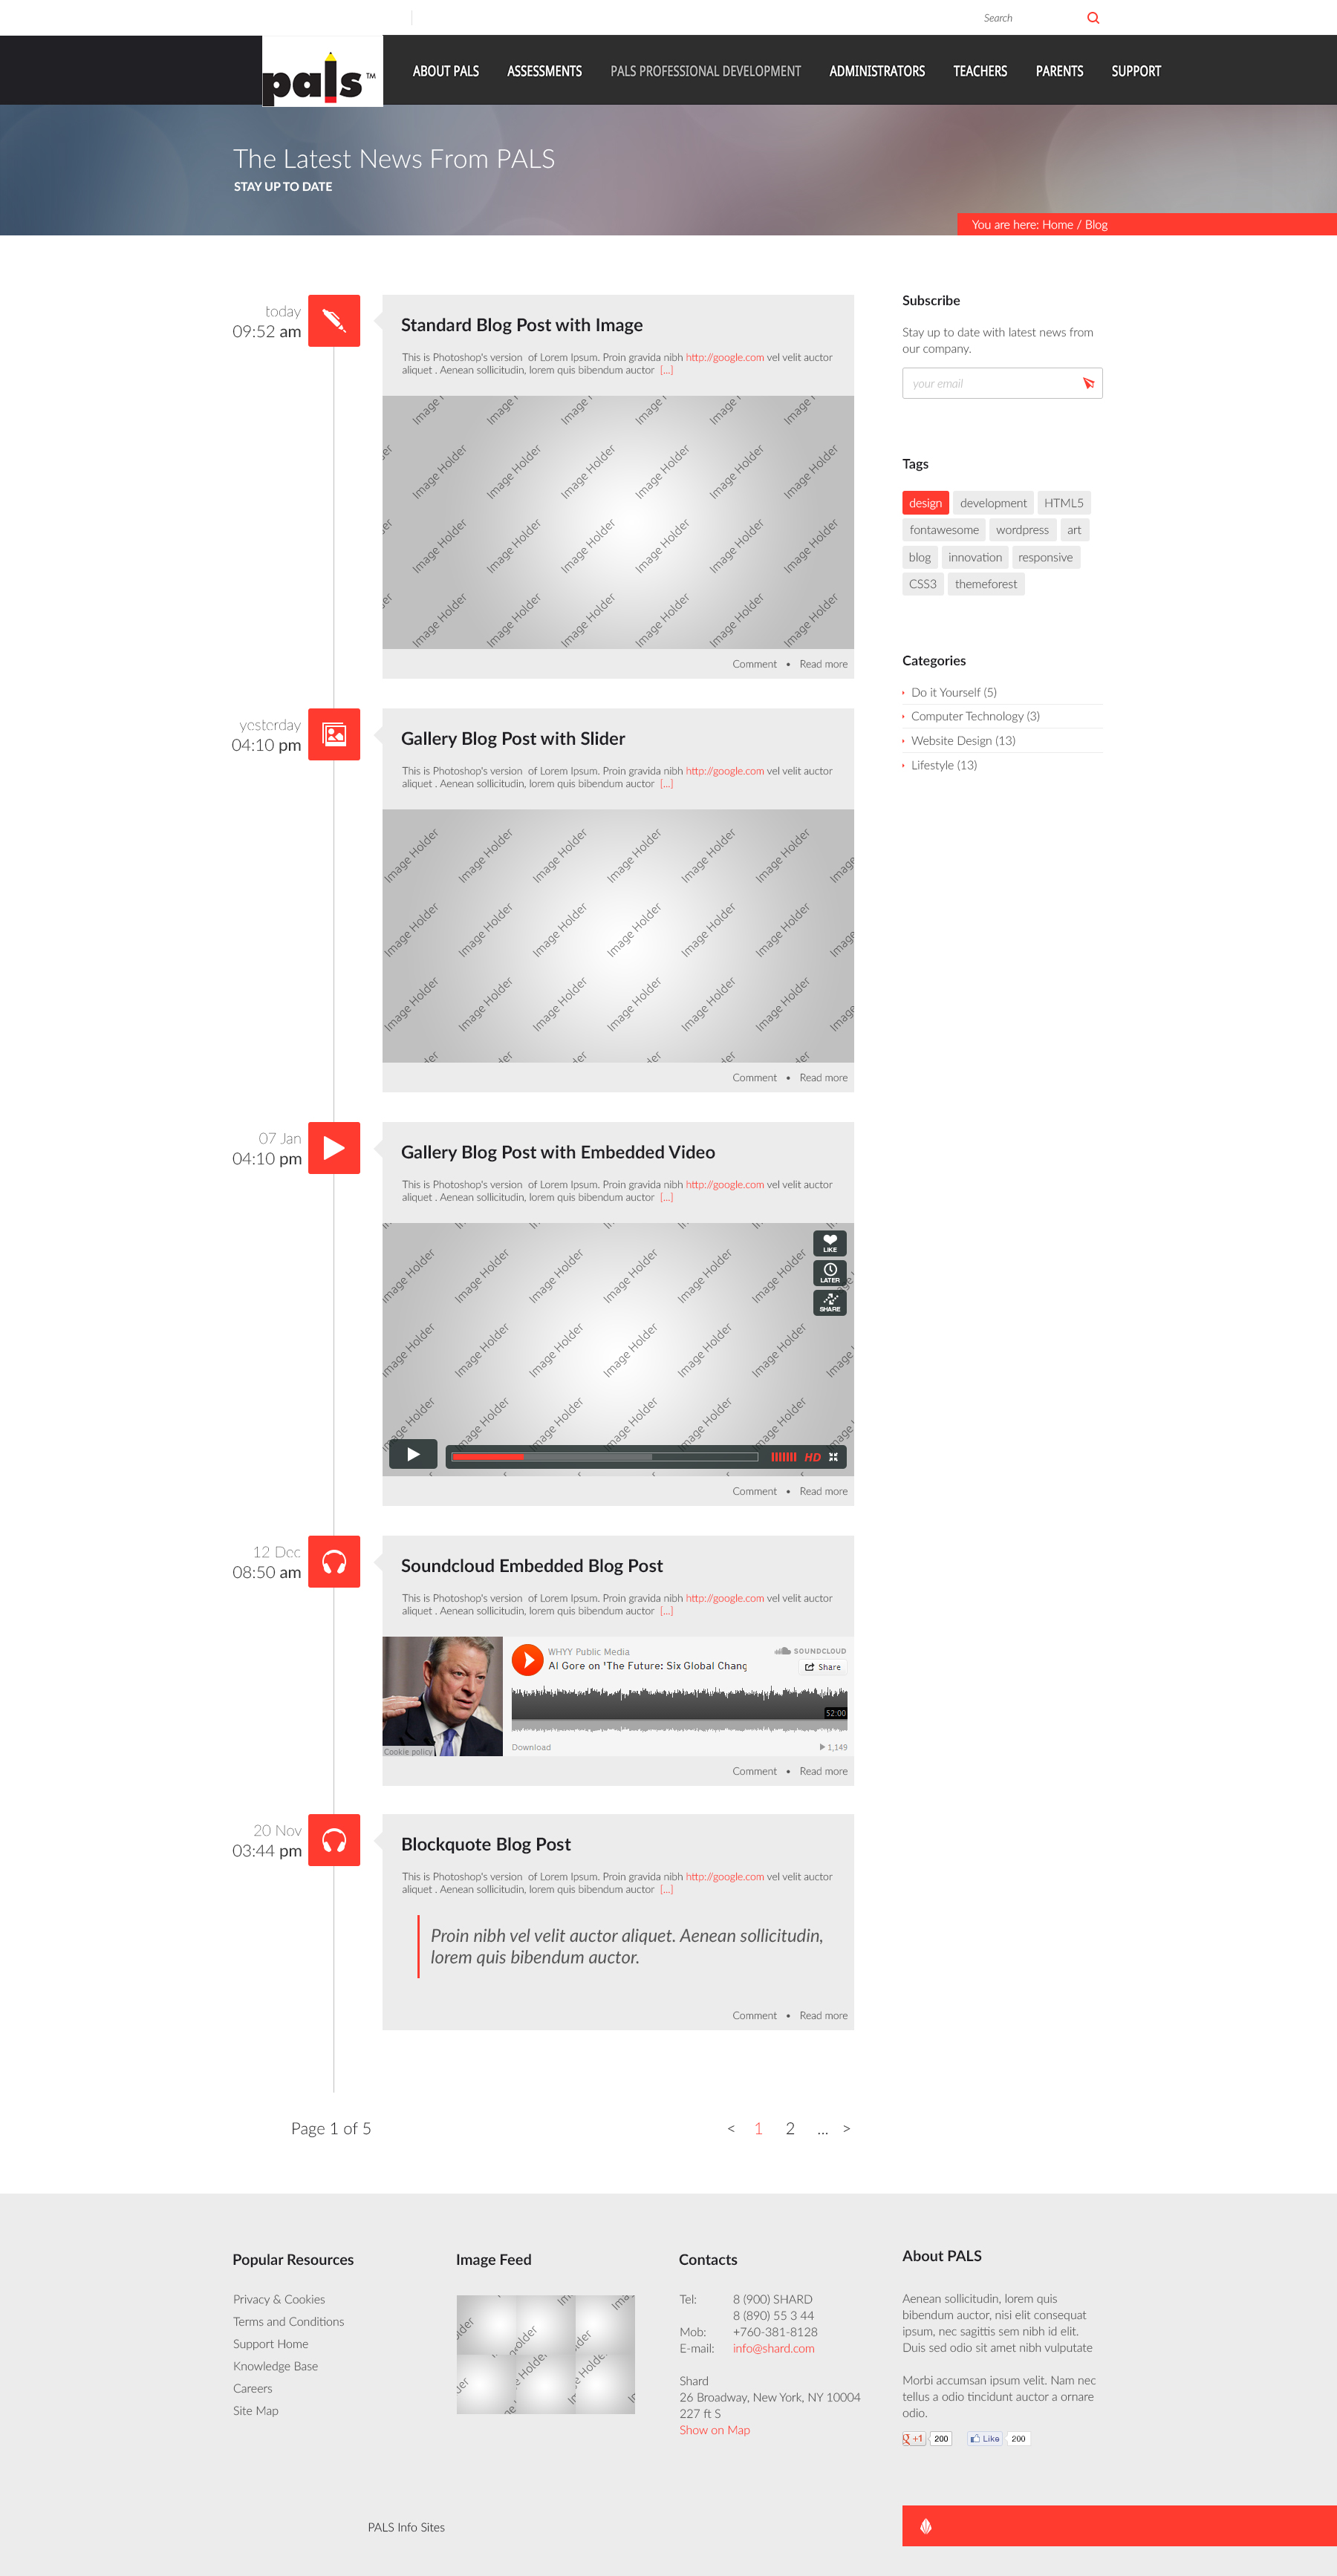 Search
pals™
ABOUT PALS ASSESSMENTS PALS PROFESSIONAL DEVELOPMENT ADMINISTRATORS TEACHERS PARENTS SUPPORT
The Latest News From PALS
STAY UP TO DATE
You are here: Home / Blog
today
09:52 am
Standard Blog Post with Image
This is Photoshop's version of Lorem Ipsum. Proin gravida nibh http://google.com vel velit auctor
aliquet . Aenean sollicitudin, lorem quis bibendum auctor [...]
Image Holder
Comment • Read more
yesterday
04:10 pm
Gallery Blog Post with Slider
This is Photoshop's version of Lorem Ipsum. Proin gravida nibh http://google.com vel velit auctor
aliquet . Aenean sollicitudin, lorem quis bibendum auctor [...]
Image Holder
Comment • Read more
07 Jan
04:10 pm
Gallery Blog Post with Embedded Video
This is Photoshop's version of Lorem Ipsum. Proin gravida nibh http://google.com vel velit auctor
aliquet . Aenean sollicitudin, lorem quis bibendum auctor [...]
Image Holder
LIKE
LATER
SHARE
HD
Comment • Read more
12 Dec
08:50 am
Soundcloud Embedded Blog Post
This is Photoshop's version of Lorem Ipsum. Proin gravida nibh http://google.com vel velit auctor
aliquet . Aenean sollicitudin, lorem quis bibendum auctor [...]
WHYY Public Media
SOUNDCLOUD
Al Gore on 'The Future: Six Global Chang
Share
52:00
Cookie policy
Download
1,149
Comment • Read more
20 Nov
03:44 pm
Blockquote Blog Post
This is Photoshop's version of Lorem Ipsum. Proin gravida nibh http://google.com vel velit auctor
aliquet . Aenean sollicitudin, lorem quis bibendum auctor [...]
Proin nibh vel velit auctor aliquet. Aenean sollicitudin,
lorem quis bibendum auctor.
Comment • Read more
Page 1 of 5
< 1 2 ... >
Subscribe
Stay up to date with latest news from
our company.
your email
Tags
design development HTML5
fontawesome wordpress art
blog innovation responsive
CSS3 themeforest
Categories
Do it Yourself (5)
Computer Technology (3)
Website Design (13)
Lifestyle (13)
Popular Resources
Privacy & Cookies
Terms and Conditions
Support Home
Knowledge Base
Careers
Site Map
Image Feed
Contacts
Tel: 8 (900) SHARD
8 (890) 55 3 44
Mob: +760-381-8128
E-mail: info@shard.com
Shard
26 Broadway, New York, NY 10004
227 ft S
Show on Map
About PALS
Aenean sollicitudin, lorem quis
bibendum auctor, nisi elit consequat
ipsum, nec sagittis sem nibh id elit.
Duis sed odio sit amet nibh vulputate
Morbi accumsan ipsum velit. Nam nec
tellus a odio tincidunt auctor a ornare
odio.
g +1 200 Like 200
PALS Info Sites